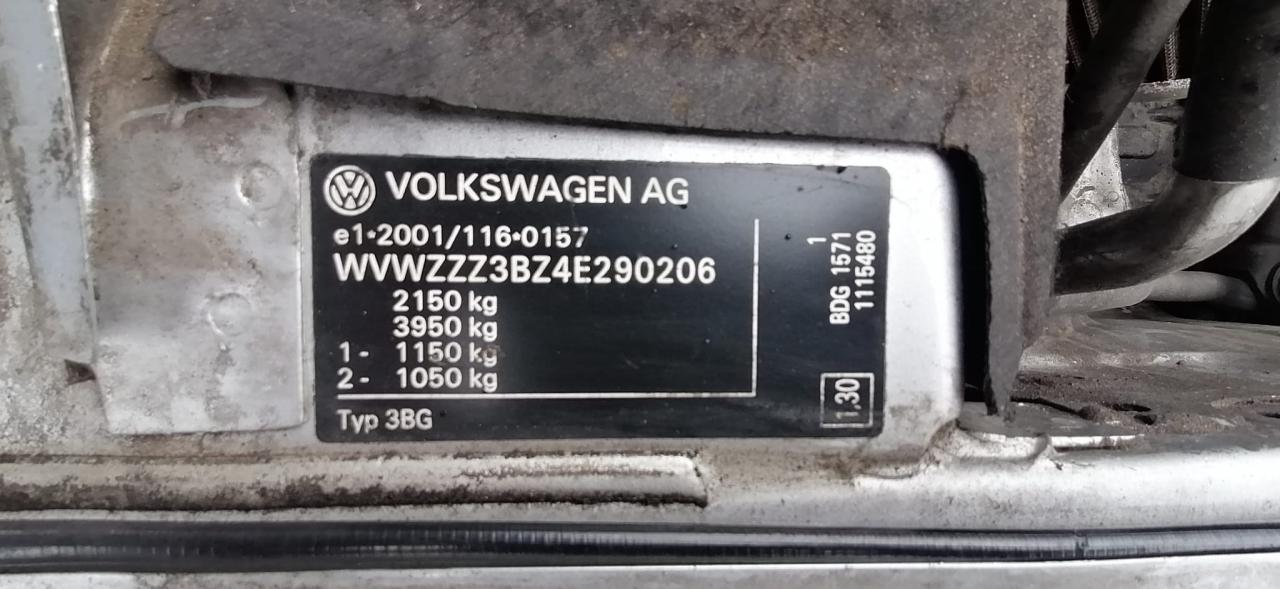 VOLKSWAGEN AG
e1*2001/116*0157
WVWZZZ3BZ4E290206
2150 kg
3950 kg
1 - 1150 kg
2 - 1050 kg
Typ 3BG
1
BDG 1571
1115480
1,30